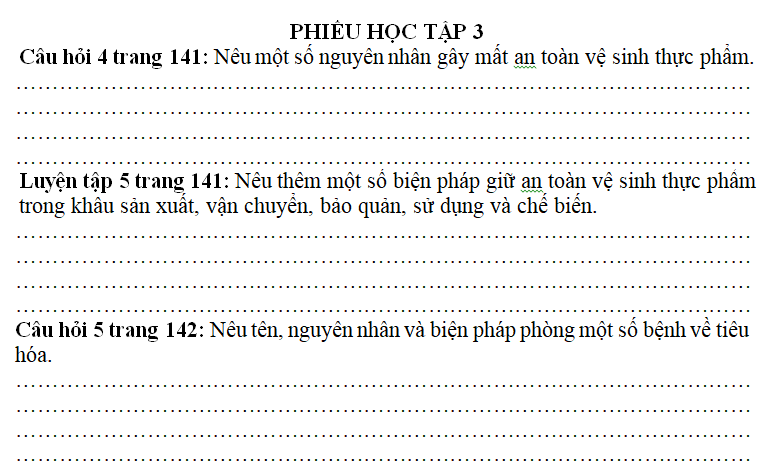 PHIẾU HỌC TẬP 3
Câu hỏi 4 trang 141: Nêu một số nguyên nhân gây mất an toàn vệ sinh thực phẩm.
……………………………………………………………………………………
……………………………………………………………………………………
……………………………………………………………………………………
……………………………………………………………………………………
Luyện tập 5 trang 141: Nêu thêm một số biện pháp giữ an toàn vệ sinh thực phẩm
trong khâu sản xuất, vận chuyển, bảo quản, sử dụng và chế biến.
……………………………………………………………………………………
……………………………………………………………………………………
……………………………………………………………………………………
……………………………………………………………………………………
Câu hỏi 5 trang 142: Nêu tên, nguyên nhân và biện pháp phòng một số bệnh về tiêu
hóa.
……………………………………………………………………………………
……………………………………………………………………………………
……………………………………………………………………………………
……………………………………………………………………………………